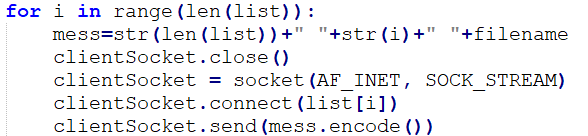 for i in range(len(list)):
mess=str(len(list))+" "+str(i)+" "+filename
clientSocket.close()
clientSocket = socket(AF_INET, SOCK_STREAM)
clientSocket.connect(list[i])
clientSocket.send(mess.encode())